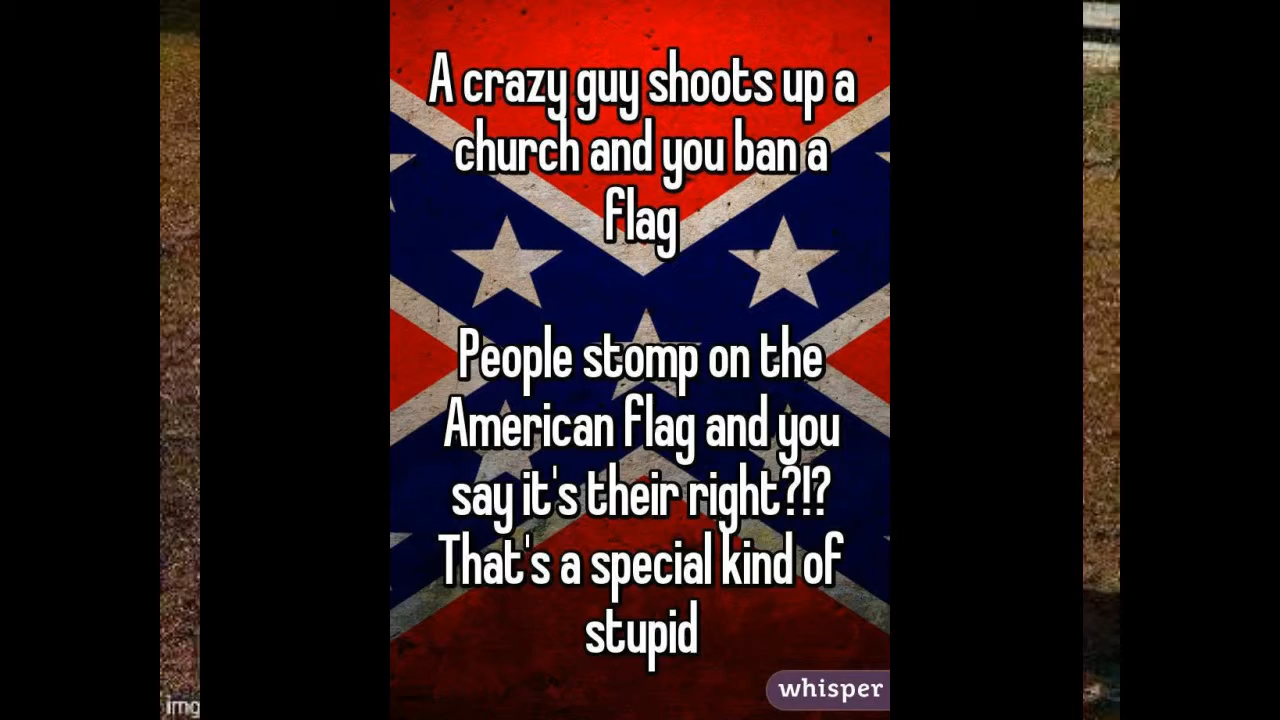 A crazy guy shoots up a
church and you ban a
flag
People stomp on the
American flag and you
say it's their right?!?
That's a special kind of
stupid
whisper
img